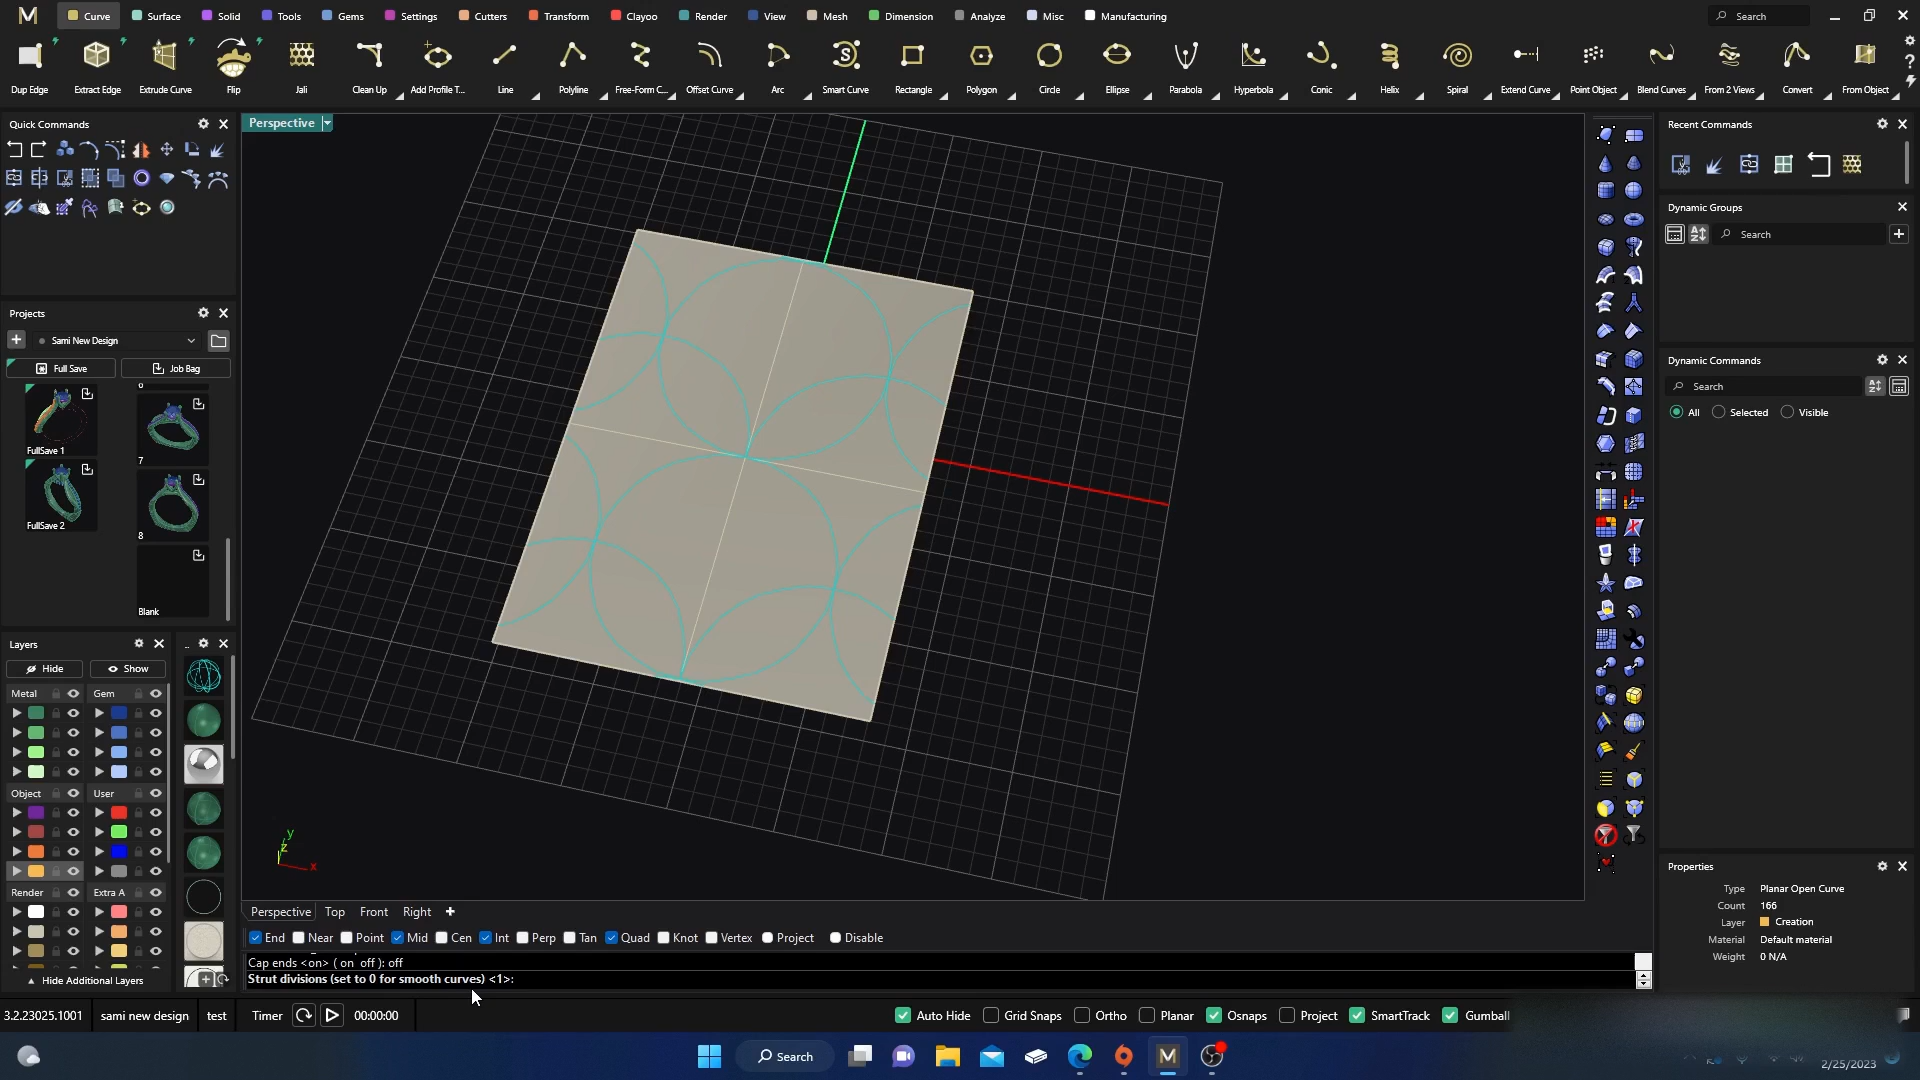 Curve Surface Solid Tools Gems Settings Cutters Transform Clayoo Render View Mesh Dimension Analyze Misc Manufacturing Search
Dup Edge Extract Edge Extrude Curve Flip Jali Clean Up Add Profile T... Line Polyline Free-Form C... Offset Curve Arc Smart Curve Rectangle Polygon Circle Ellipse Parabola Hyperbola Conic Helix Spiral Extend Curve Point Object Blend Curves From 2 Views Convert From Object
Quick Commands
Projects
Sami New Design
Full Save Job Bag
6
FullSave 1
7
FullSave 2
8
Blank
Layers ..
Hide Show
Metal Gem
Object User
Render Extra A
Hide Additional Layers
Perspective
y
z
x
Perspective Top Front Right
End Near Point Mid Cen Int Perp Tan Quad Knot Vertex Project Disable
Cap ends <on> ( on off ): off
Strut divisions (set to 0 for smooth curves) <1>:
Recent Commands
Dynamic Groups
Search
Dynamic Commands
Search
All Selected Visible
Properties
Type Planar Open Curve
Count 166
Layer Creation
Material Default material
Weight 0 N/A
3.2.23025.1001 sami new design test Timer 00:00:00 Auto Hide Grid Snaps Ortho Planar Osnaps Project SmartTrack Gumball
Search
2/25/2023